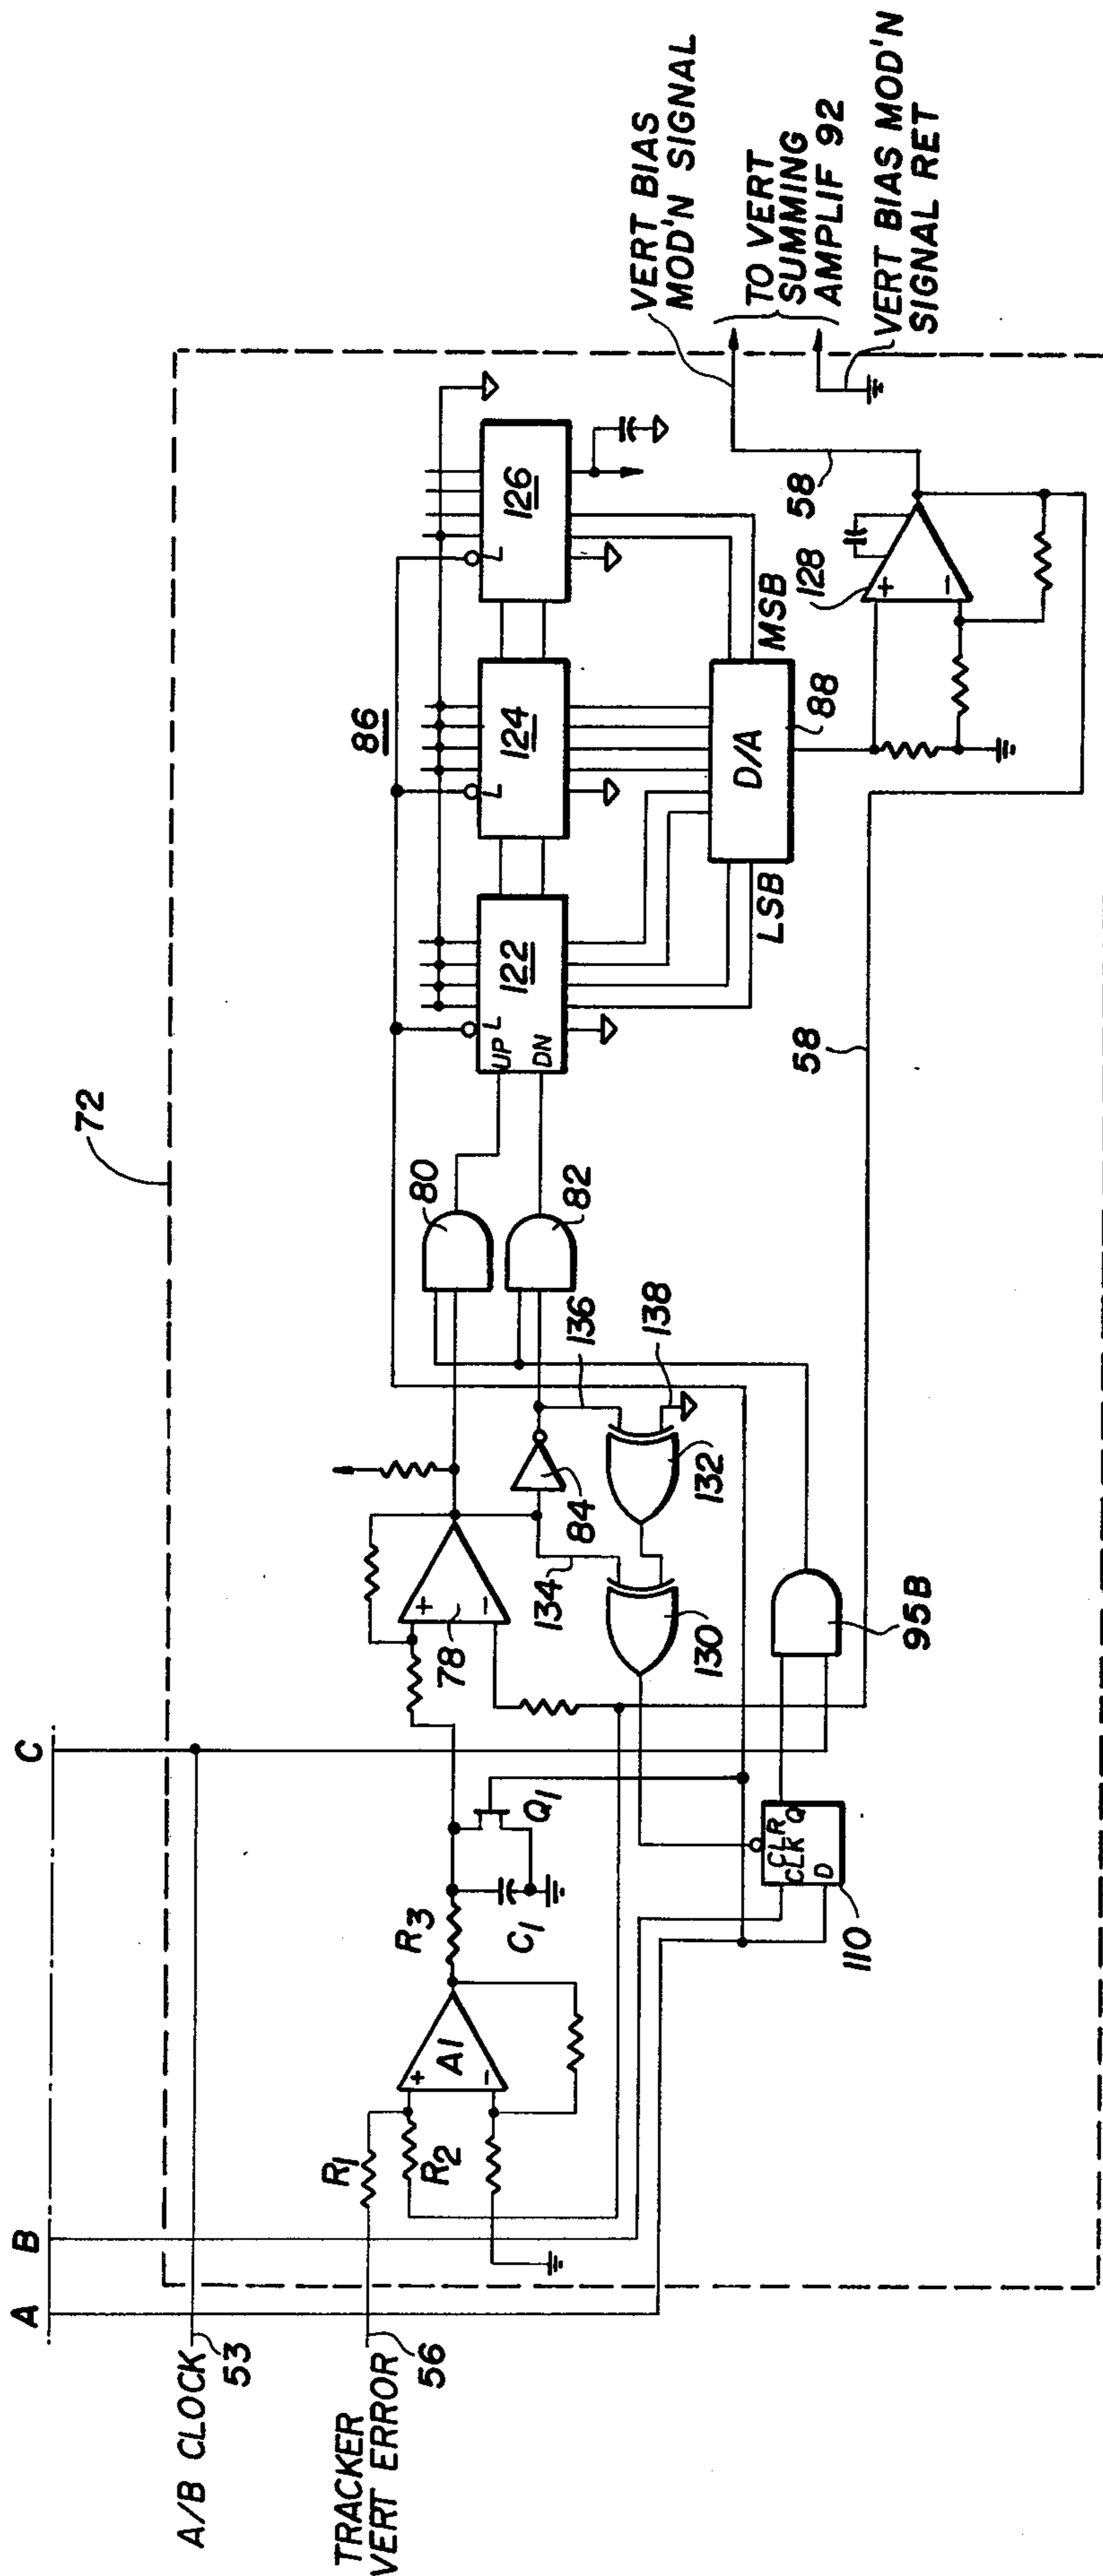 A
B
C
A/B CLOCK
53
TRACKER
VERT ERROR
56
72
R1
R2
A1
+
−
R3
C1
Q1
+
−
78
134
84
136
138
130
132
80
82
110
CLR
CLK
Q
D
95B
86
UP
DN
L
122
L
124
L
126
LSB
D/A
MSB
88
128
+
−
58
58
VERT BIAS
MOD'N SIGNAL
TO VERT
SUMMING
AMPLIF 92
VERT BIAS MOD'N
SIGNAL RET